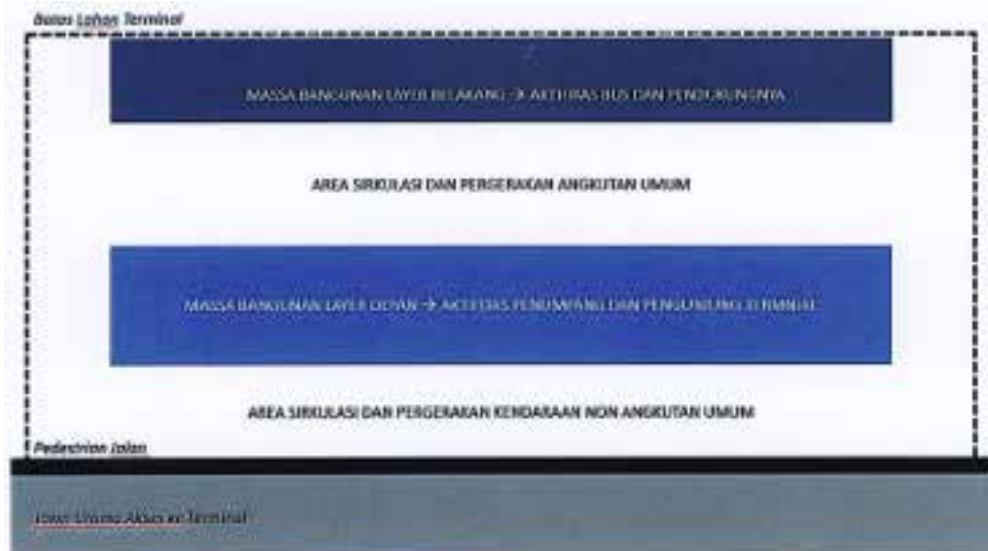 Batas Lahan Terminal
MASSA BANGUNAN LAYER BELAKANG → AKTIFITAS BUS DAN PENDUKUNGNYA
AREA SIRKULASI DAN PERGERAKAN ANGKUTAN UMUM
MASSA BANGUNAN LAYER DEPAN → AKTIFITAS PENUMPANG DAN PENGUNJUNG TERMINAL
AREA SIRKULASI DAN PERGERAKAN KENDARAAN NON ANGKUTAN UMUM
Pedestrian Jalan
Jalan Utama Akses ke Terminal